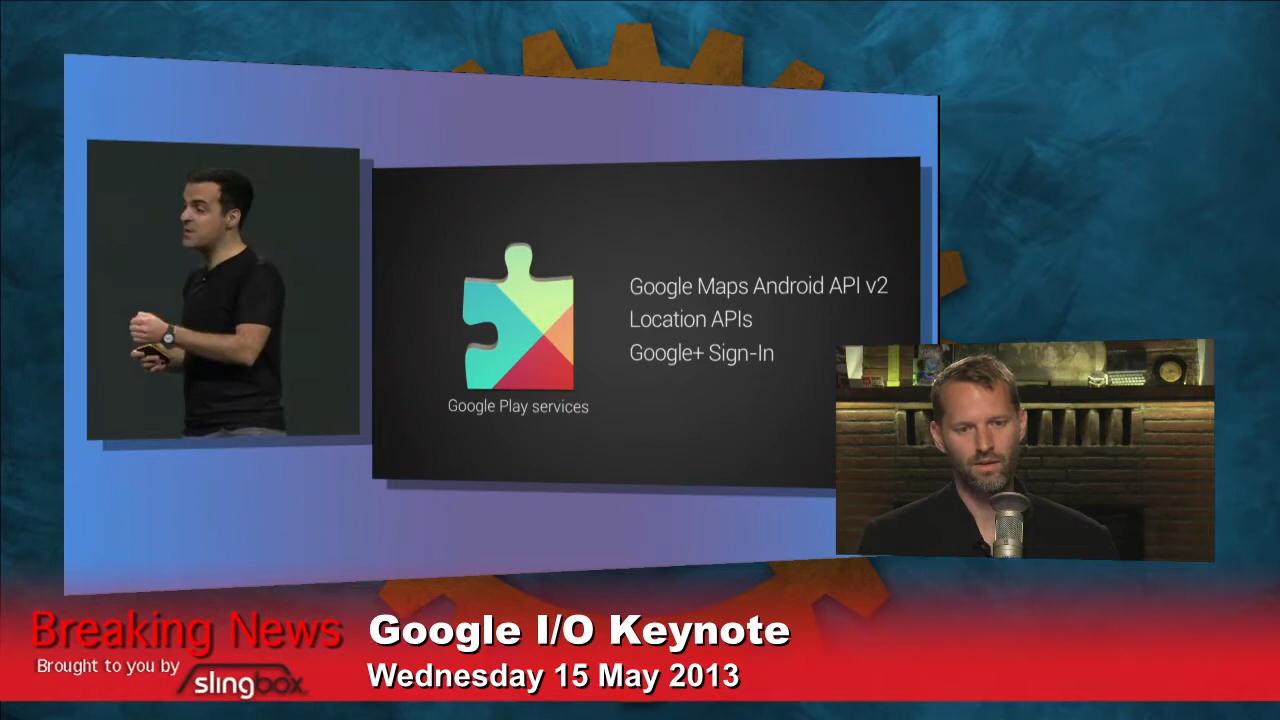 Google Maps Android API v2
Location APIs
Google+ Sign-In
Google Play services
Breaking News
Brought to you by
slingbox
Google I/O Keynote
Wednesday 15 May 2013